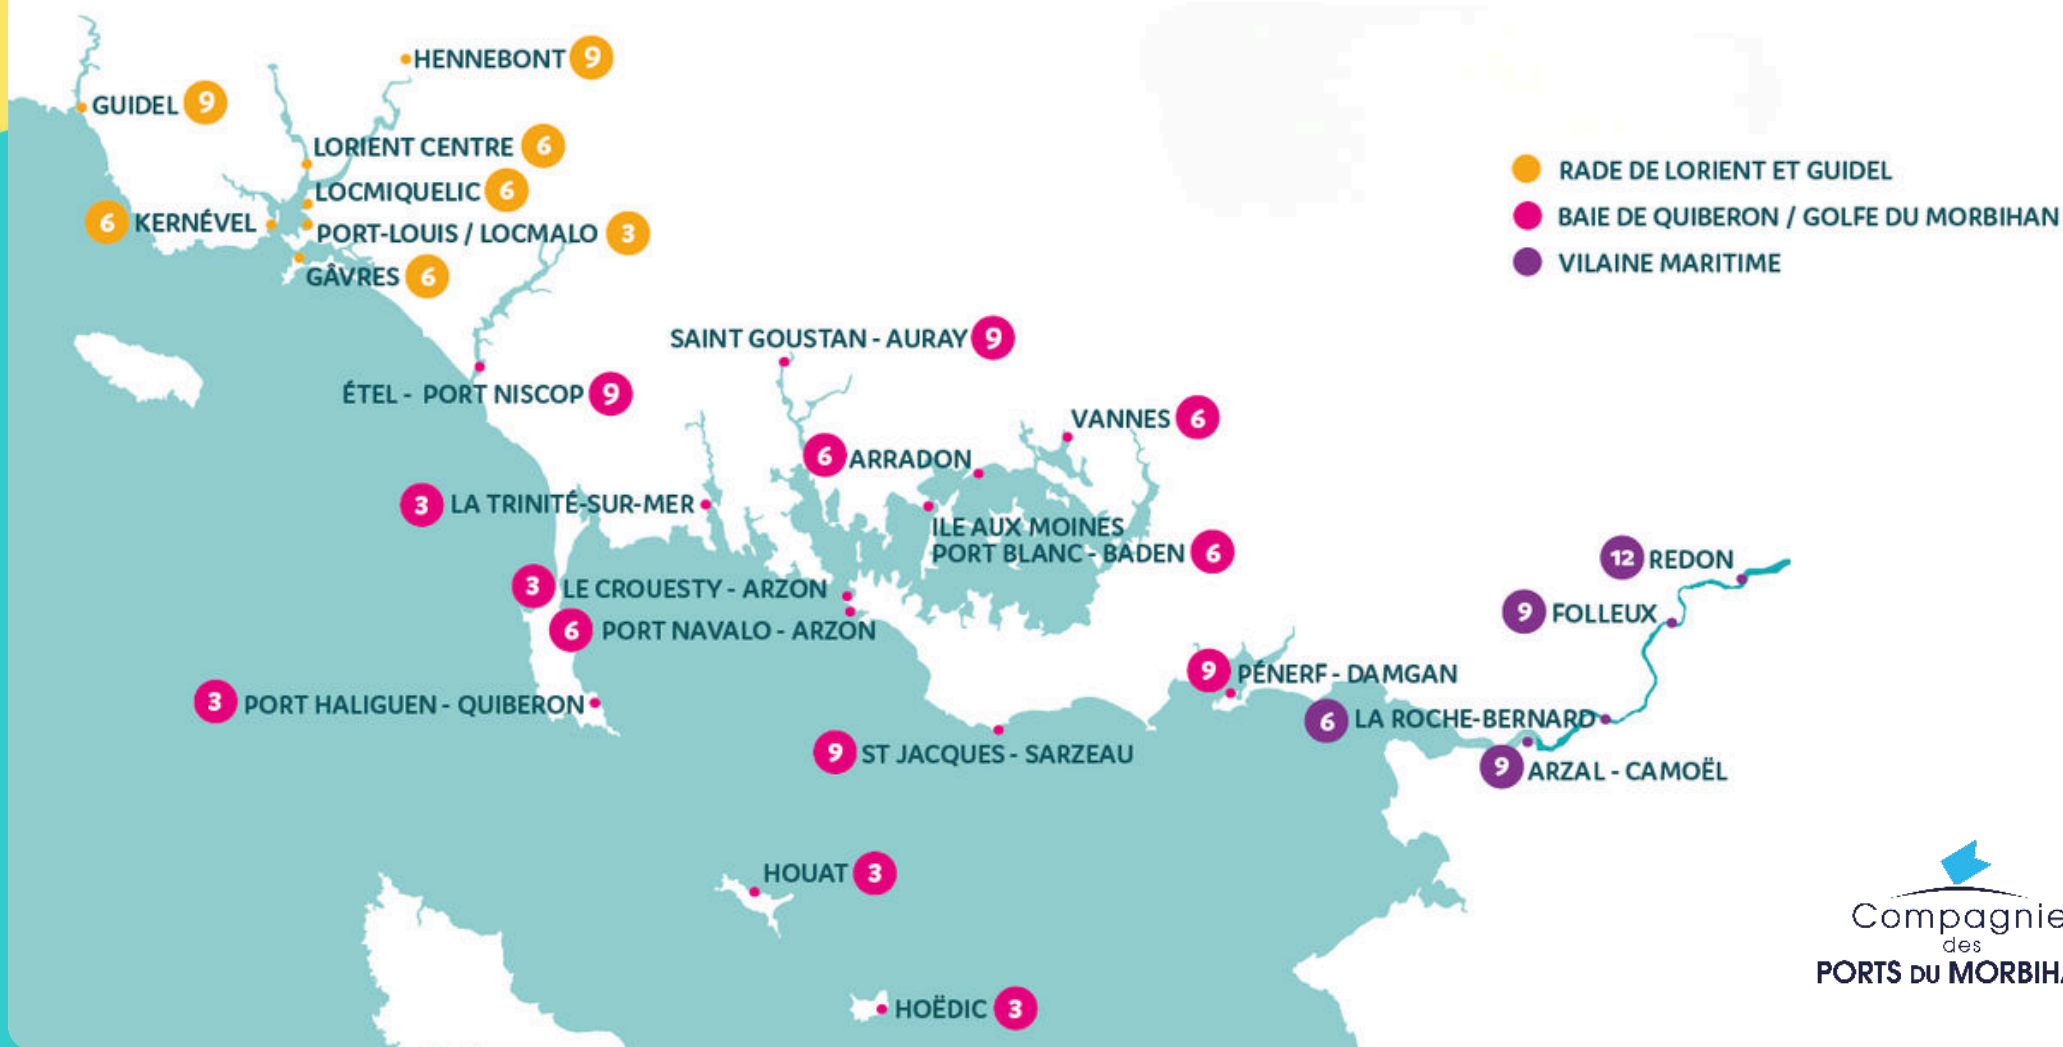 HENNEBONT 9
GUIDEL 9
LORIENT CENTRE 6
LOCMIQUELIC 6
6 KERNÉVEL
PORT-LOUIS / LOCMALO 3
GÂVRES 6
RADE DE LORIENT ET GUIDEL
BAIE DE QUIBERON / GOLFE DU MORBIHAN
VILAINE MARITIME
SAINT GOUSTAN - AURAY 9
ÉTEL - PORT NISCOP 9
VANNES 6
6 ARRADON
3 LA TRINITÉ-SUR-MER
ILE AUX MOINES
PORT BLANC - BADEN 6
3 LE CROUESTY - ARZON
6 PORT NAVALO - ARZON
12 REDON
9 FOLLEUX
9 PÉNERF - DAMGAN
3 PORT HALIGUEN - QUIBERON
6 LA ROCHE-BERNARD
9 ST JACQUES - SARZEAU
9 ARZAL - CAMOËL
HOUAT 3
HOËDIC 3
Compagnie
des
PORTS DU MORBIHA